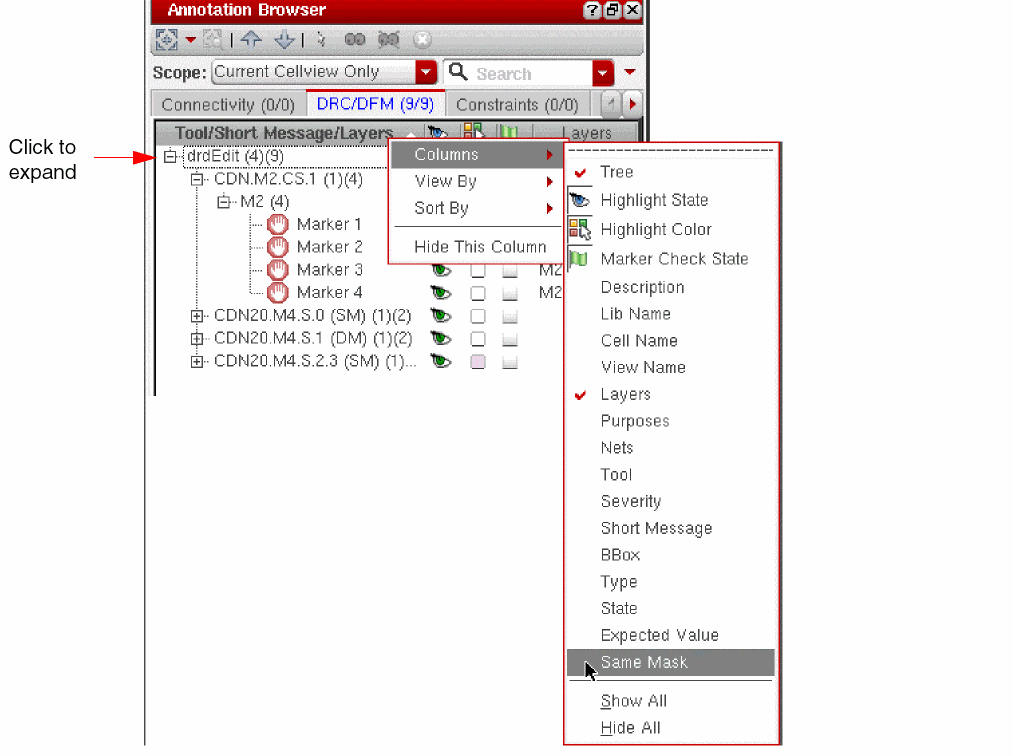 Annotation Browser
Scope: Current Cellview Only Search
Connectivity (0/0) DRC/DFM (9/9) Constraints (0/0)
Tool/Short Message/Layers Layers
Click to
expand
drdEdit (4)(9)
CDN.M2.CS.1 (1)(4)
M2 (4)
Marker 1
Marker 2
Marker 3 M2
Marker 4 M2
CDN20.M4.S.0 (SM) (1)(2)
CDN20.M4.S.1 (DM) (1)(2)
CDN20.M4.S.2.3 (SM) (1)...
Columns
View By
Sort By
Hide This Column
Tree
Highlight State
Highlight Color
Marker Check State
Description
Lib Name
Cell Name
View Name
Layers
Purposes
Nets
Tool
Severity
Short Message
BBox
Type
State
Expected Value
Same Mask
Show All
Hide All